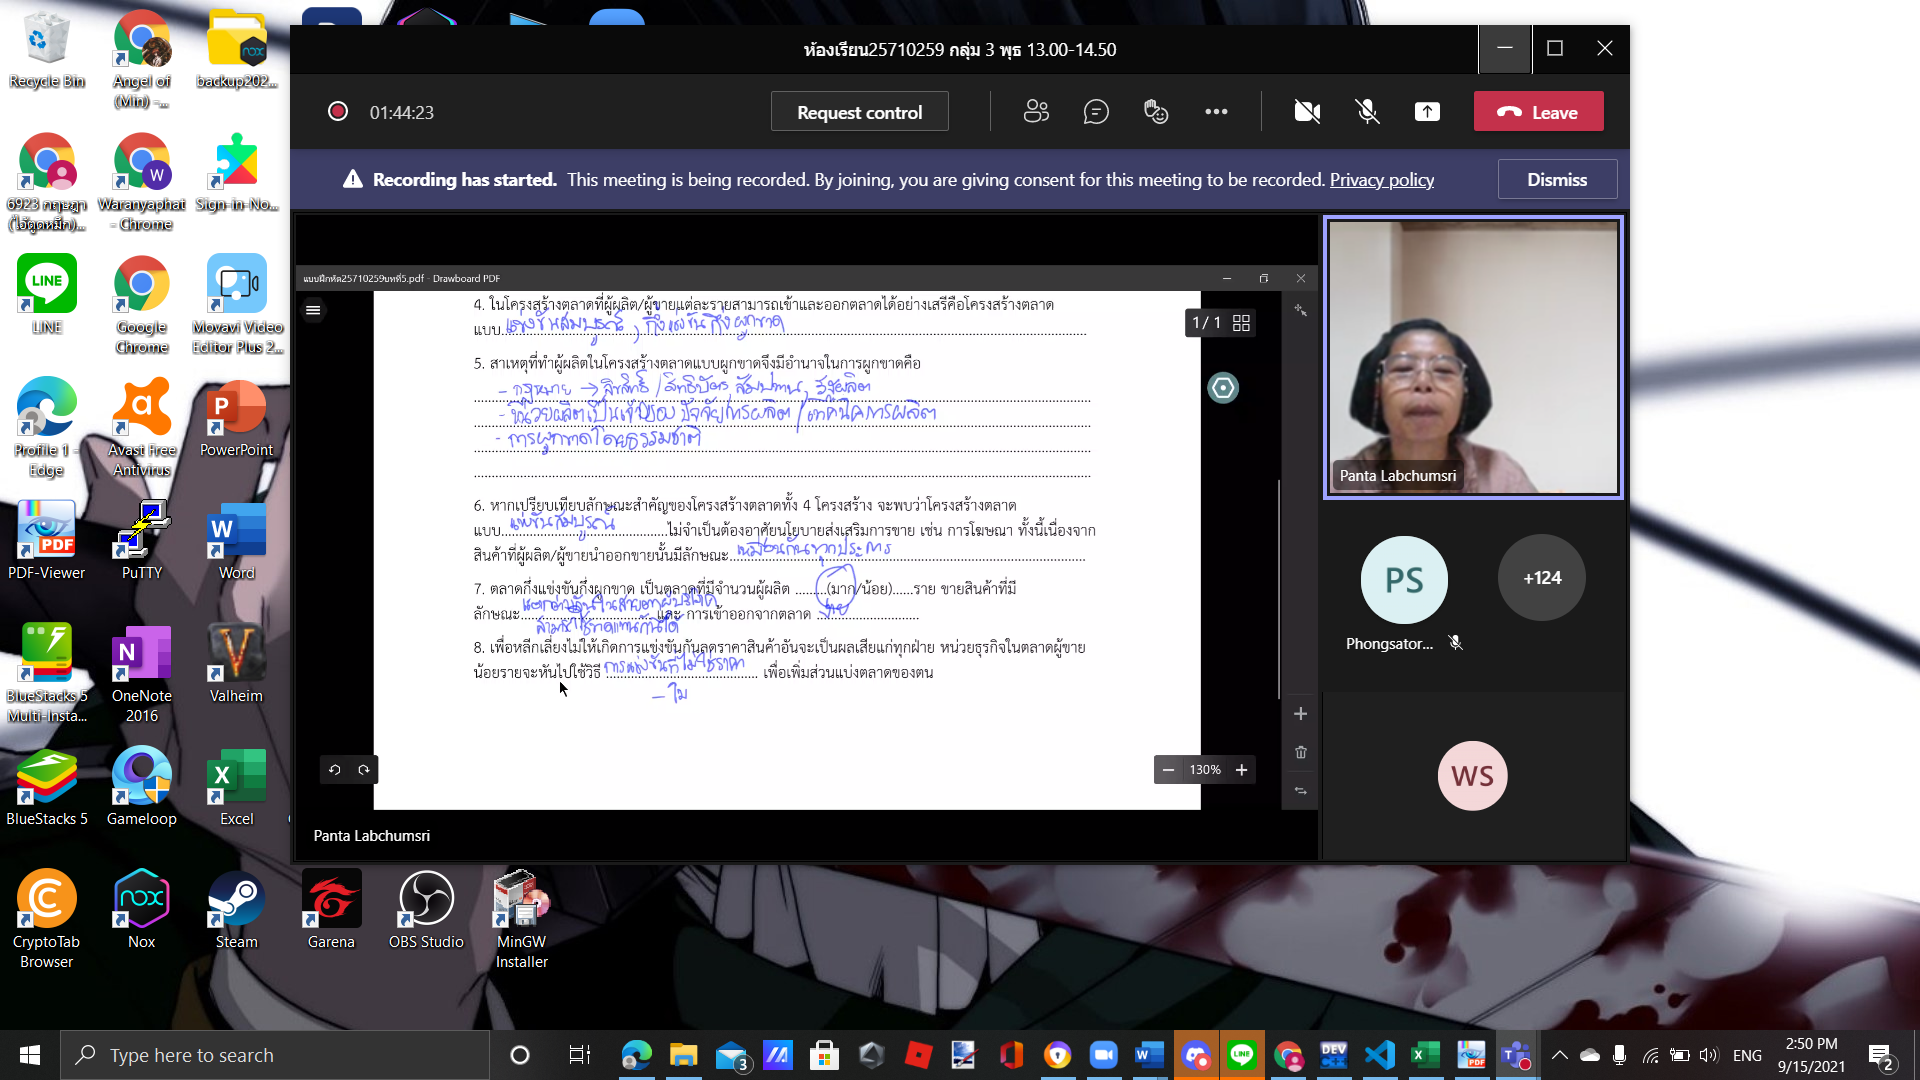 Recycle Bin
Angel of
(Min) -...
backup202...
ห้องเรียน25710259 กลุ่ม 3 พุธ 13.00-14.50
01:44:23
Request control
Leave
Recording has started. This meeting is being recorded. By joining, you are giving consent for this meeting to be recorded. Privacy policy
Dismiss
6923 กฤษฎา
(ไอ้ตูดหมึก)...
Waranyaphat
- Chrome
Sign-in-No...
LINE
Google
Chrome
Movavi Video
Editor Plus 2...
Profile 1 -
Edge
Avast Free
Antivirus
PowerPoint
PDF-Viewer
PuTTY
Word
BlueStacks 5
Multi-Insta...
OneNote
2016
Valheim
BlueStacks 5
Gameloop
Excel
CryptoTab
Browser
Nox
Steam
Garena
OBS Studio
MinGW
Installer
แบบฝึกหัด25710259บทที่5.pdf - Drawboard PDF
1 / 1
4. ในโครงสร้างตลาดที่ผู้ผลิต/ผู้ขายแต่ละรายสามารถเข้าและออกตลาดได้อย่างเสรีคือโครงสร้างตลาด
แบบ...แข่งขันสมบูรณ์ , กึ่งแข่งขันกึ่งผูกขาด
5. สาเหตุที่ทำผู้ผลิตในโครงสร้างตลาดแบบผูกขาดจึงมีอำนาจในการผูกขาดคือ
- กฎหมาย → ลิขสิทธิ์ / สิทธิบัตร สัมปทาน,
- หน่วยผลิตเป็นเจ้าของ ปัจจัยการผลิต / เทคนิคการผลิต
- การผูกขาดโดยธรรมชาติ
6. หากเปรียบเทียบลักษณะสำคัญของโครงสร้างตลาดทั้ง 4 โครงสร้าง จะพบว่าโครงสร้างตลาด
แบบ...แข่งขันสมบูรณ์...ไม่จำเป็นต้องอาศัยนโยบายส่งเสริมการขาย เช่น การโฆษณา ทั้งนี้เนื่องจาก
สินค้าที่ผู้ผลิต/ผู้ขายนำออกขายนั้นมีลักษณะ เหมือนกันทุกประการ
7. ตลาดกึ่งแข่งขันกึ่งผูกขาด เป็นตลาดที่มีจำนวนผู้ผลิต ........(มาก/น้อย)......ราย ขายสินค้าที่มี
ลักษณะ แตกต่างกันในสายตาผู้บริโภค และ การเข้าออกจากตลาด ง่าย
สามารถใช้ทดแทนกันได้
8. เพื่อหลีกเลี่ยงไม่ให้เกิดการแข่งขันกันลดราคาสินค้าอันจะเป็นผลเสียแก่ทุกฝ่าย หน่วยธุรกิจในตลาดผู้ขาย
น้อยรายจะหันไปใช้วิธี การแข่งขันที่ไม่ใช่ราคา เพื่อเพิ่มส่วนแบ่งตลาดของตน
130%
Panta Labchumsri
Panta Labchumsri
PS
+124
Phongsator...
WS
Type here to search
3
DEV
ENG
2:50 PM
9/15/2021
2